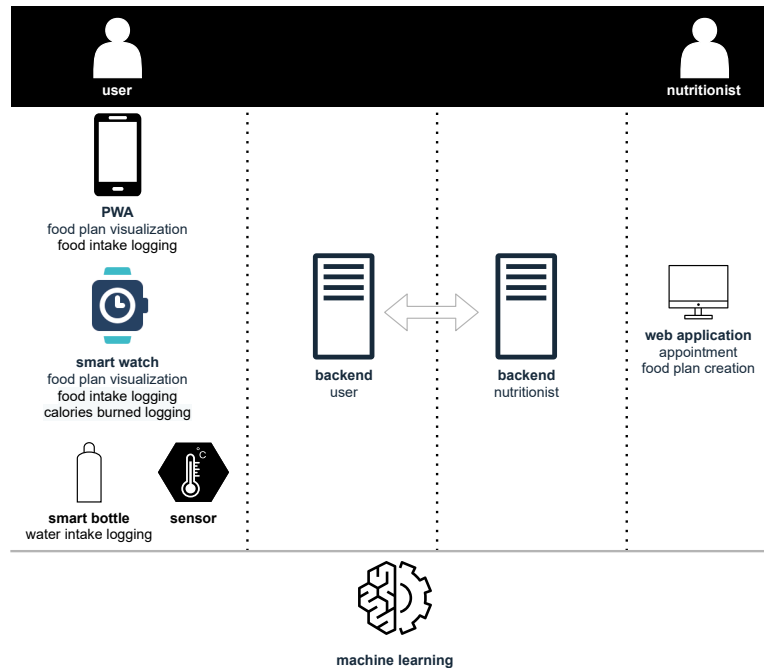 user
nutritionist
PWA
food plan visualization
food intake logging
smart watch
food plan visualization
food intake logging
calories burned logging
smart bottle
water intake logging
°C
sensor
backend
user
backend
nutritionist
web application
appointment
food plan creation
machine learning